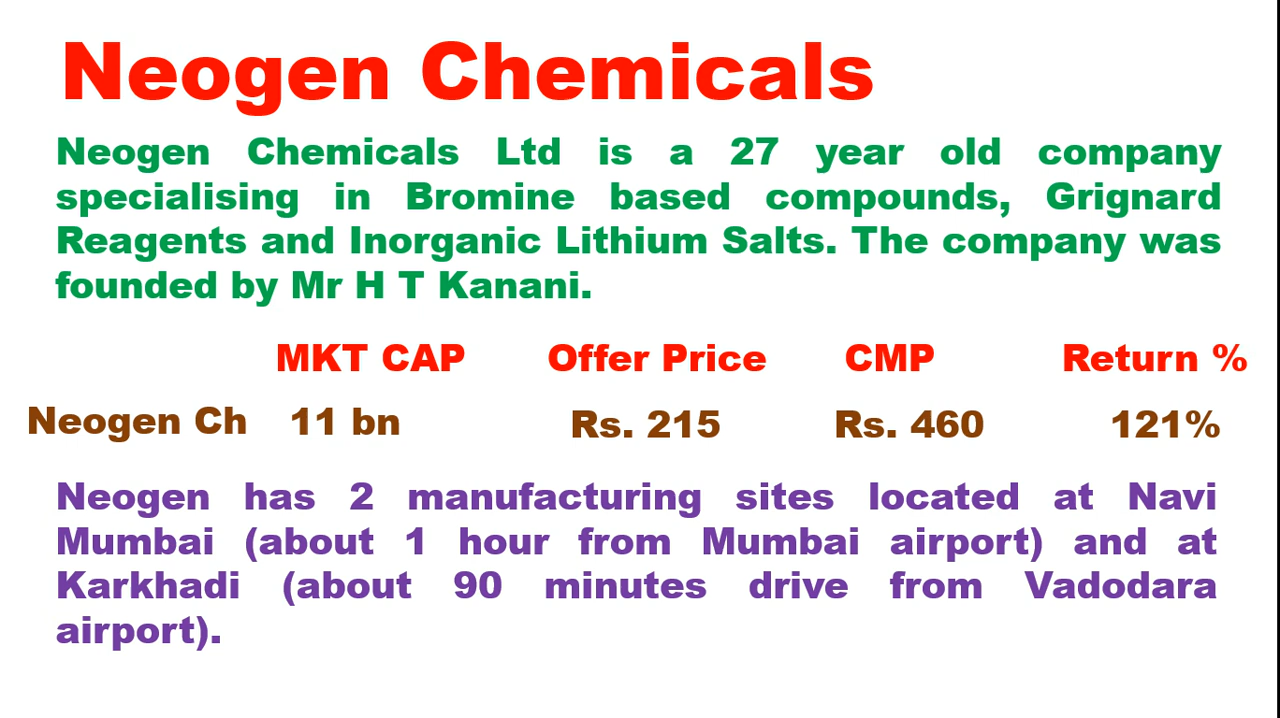 Neogen Chemicals
Neogen Chemicals Ltd is a 27 year old company
specialising in Bromine based compounds, Grignard
Reagents and Inorganic Lithium Salts. The company was
founded by Mr H T Kanani.
MKT CAP Offer Price CMP Return %
Neogen Ch 11 bn Rs. 215 Rs. 460 121%
Neogen has 2 manufacturing sites located at Navi
Mumbai (about 1 hour from Mumbai airport) and at
Karkhadi (about 90 minutes drive from Vadodara
airport).